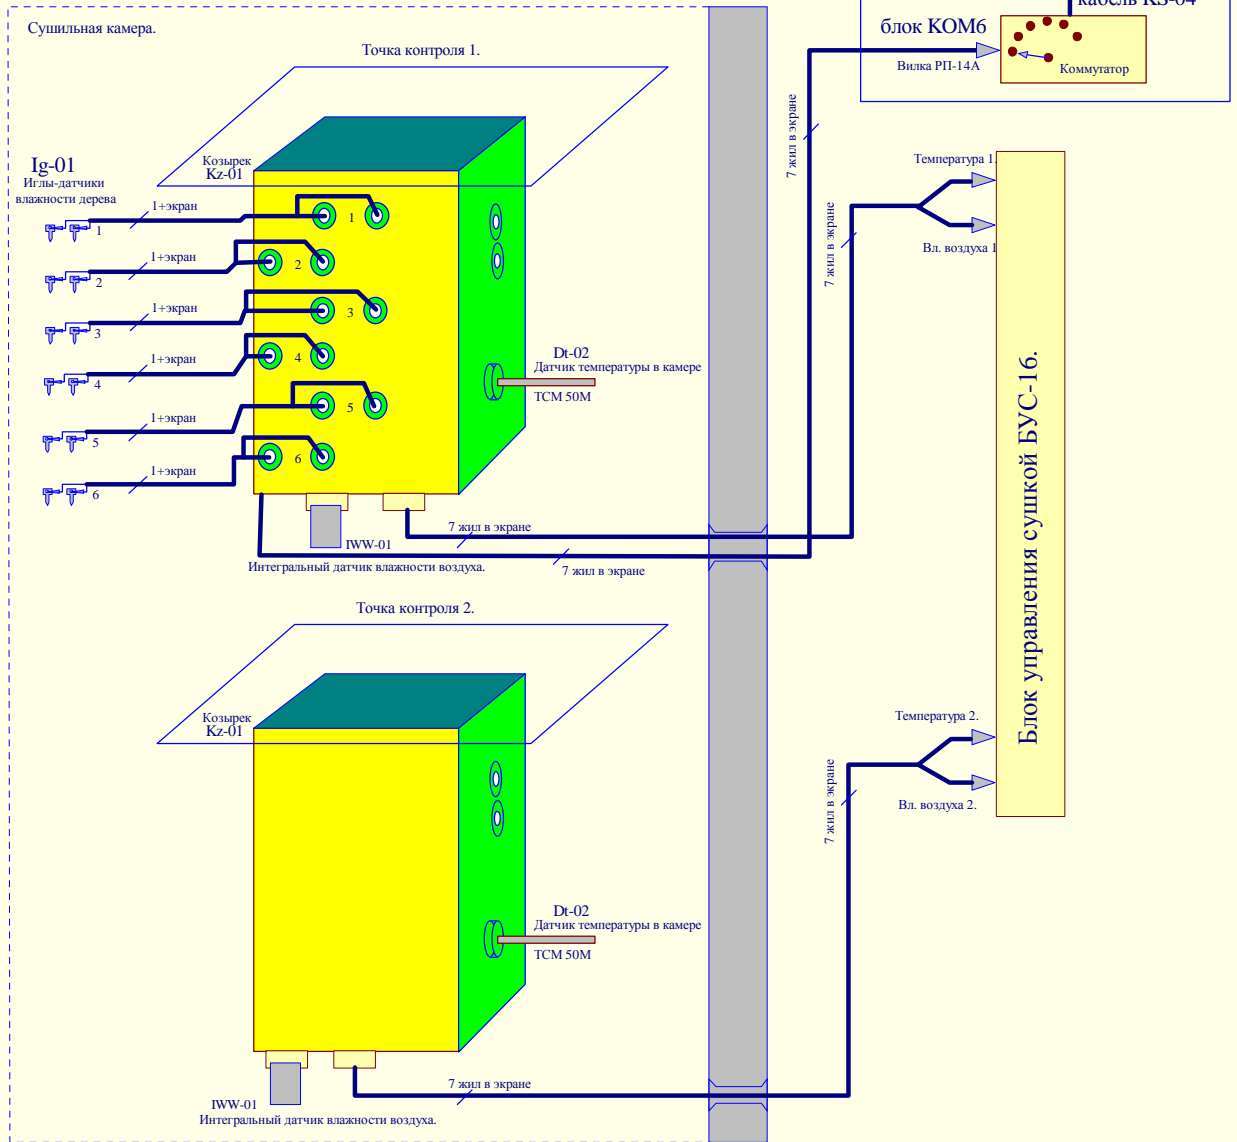 кабель KS-04
Сушильная камера.
блок KOM6
Точка контроля 1.
Вилка РП-14А
Коммутатор
7 жил в экране
Козырек
Kz-01
Ig-01
Иглы-датчики
влажности дерева
Температура 1.
1+экран
1
1
7 жил в экране
Вл. воздуха 1
1+экран
2
2
1+экран
3
3
1+экран
4
4
Dt-02
Датчик температуры в камере
ТСМ 50М
1+экран
5
5
1+экран
6
6
Блок управления сушкой БУС-16.
7 жил в экране
IWW-01
Интегральный датчик влажности воздуха.
7 жил в экране
Точка контроля 2.
Козырек
Kz-01
Температура 2.
7 жил в экране
Вл. воздуха 2.
Dt-02
Датчик температуры в камере
ТСМ 50М
7 жил в экране
IWW-01
Интегральный датчик влажности воздуха.